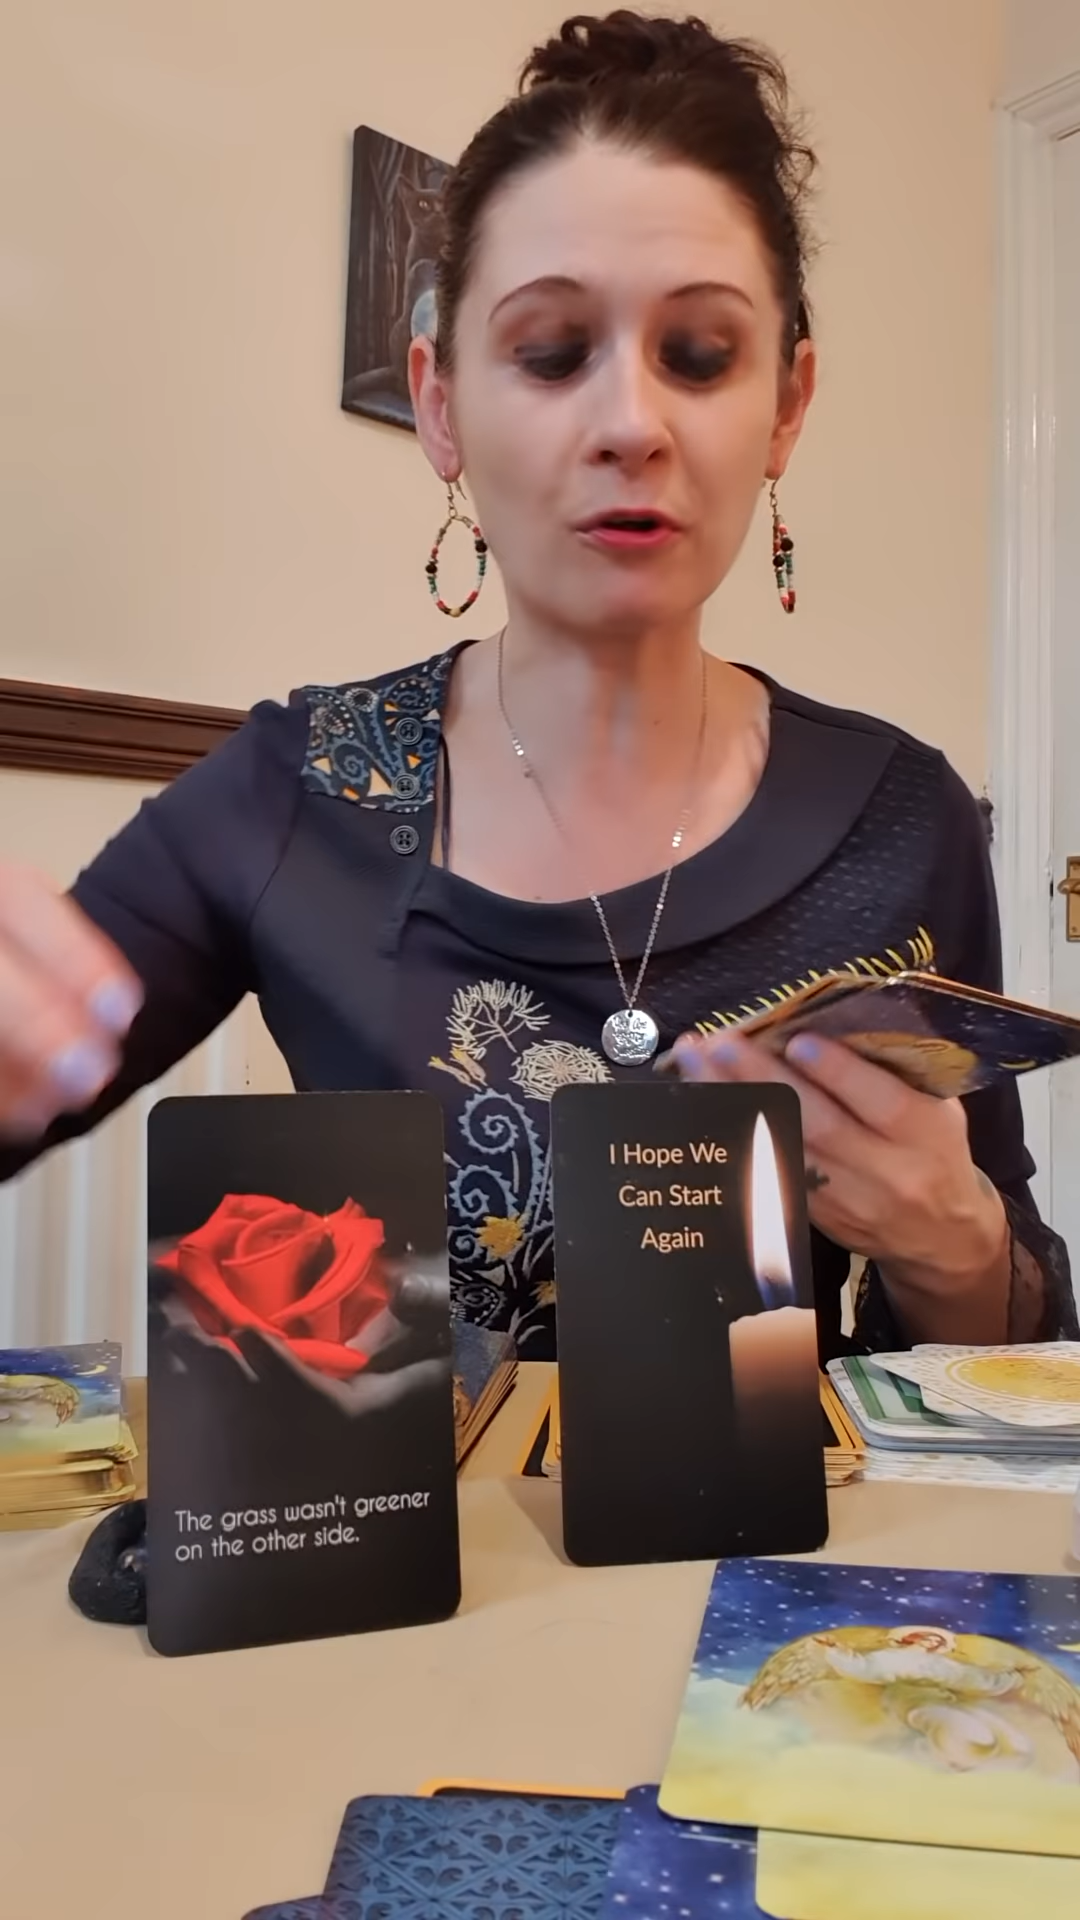 I Hope We
Can Start
Again
The grass wasn't greener
on the other side.